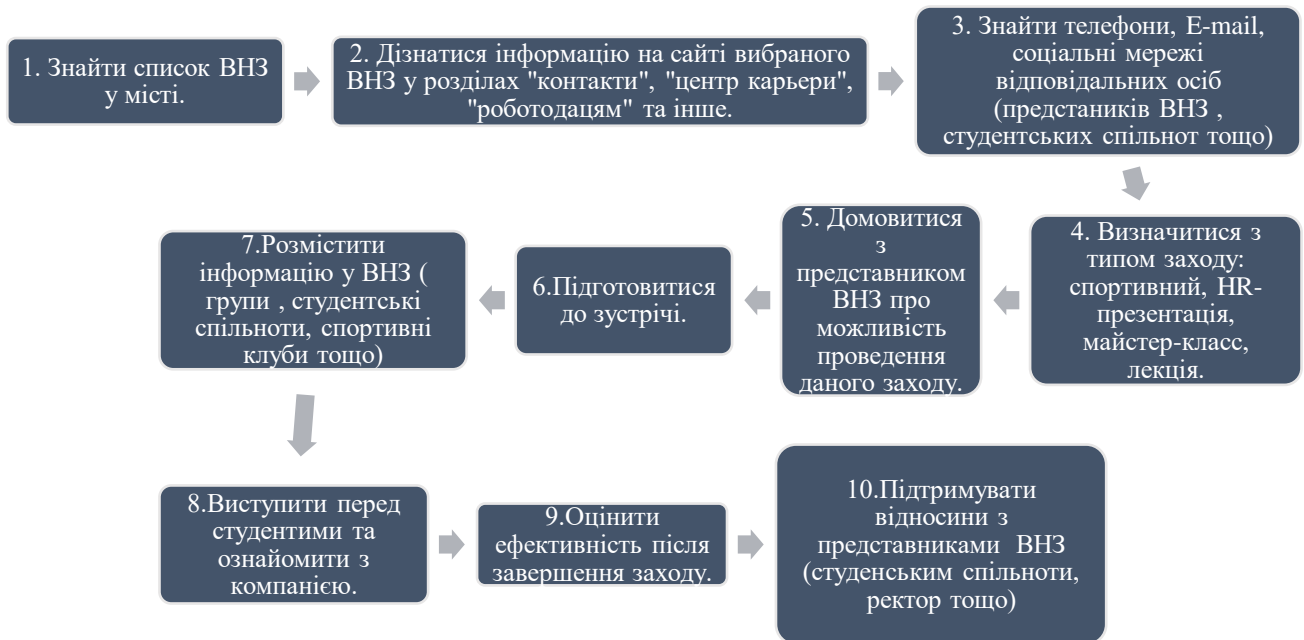 1. Знайти список ВНЗ
у місті.
2. Дізнатися інформацію на сайті вибраного
ВНЗ у розділах "контакти", "центр карьери",
"роботодацям" та інше.
3. Знайти телефони, E-mail,
соціальні мережі
відповідальних осіб
(предстаників ВНЗ ,
студентських спільнот тощо)
4. Визначитися з
типом заходу:
спортивний, HR-
презентація,
майстер-класс,
лекція.
5. Домовитися
з
представником
ВНЗ про
можливість
проведення
даного заходу.
6.Підготовитися
до зустрічі.
7.Розмістити
інформацію у ВНЗ (
групи , студентські
спільноти, спортивні
клуби тощо)
8.Виступити перед
студентими та
ознайомити з
компанією.
9.Оцінити
ефективність після
завершення заходу.
10.Підтримувати
відносини з
представниками ВНЗ
(студенським спільноти,
ректор тощо)